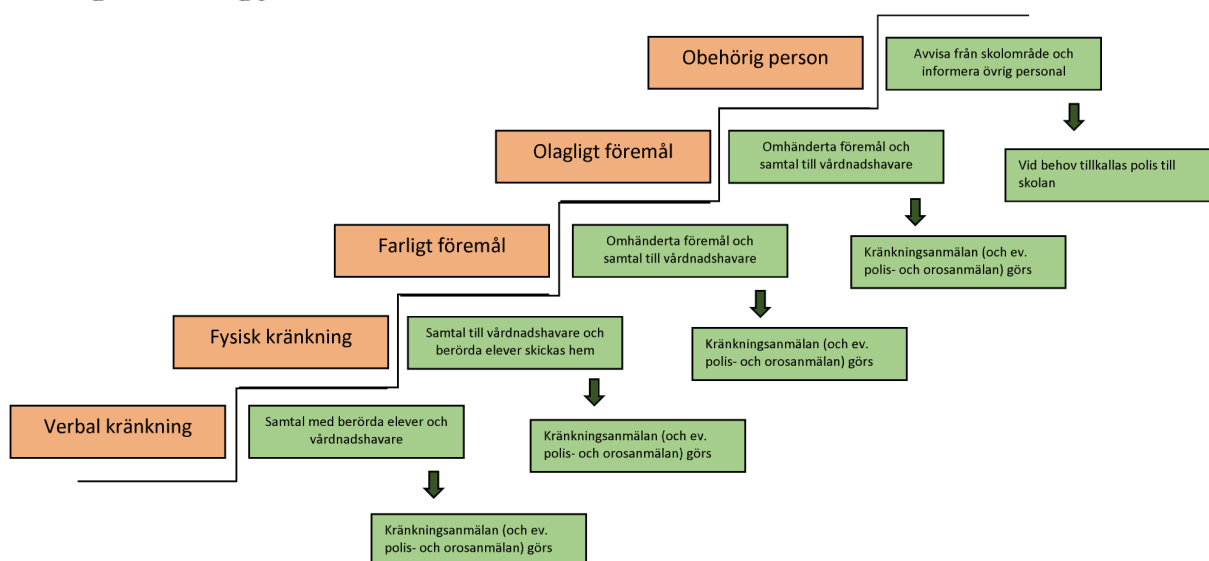 Obehörig person
Avvisa från skolområde och
informera övrig personal
Olagligt föremål
Omhänderta föremål och
samtal till vårdnadshavare
Vid behov tillkallas polis till
skolan
Farligt föremål
Omhänderta föremål och
samtal till vårdnadshavare
Kränkningsanmälan (och ev.
polis- och orosanmälan) görs
Fysisk kränkning
Samtal till vårdnadshavare och
berörda elever skickas hem
Kränkningsanmälan (och ev.
polis- och orosanmälan) görs
Verbal kränkning
Samtal med berörda elever och
vårdnadshavare
Kränkningsanmälan (och ev.
polis- och orosanmälan) görs
Kränkningsanmälan (och ev.
polis- och orosanmälan) görs